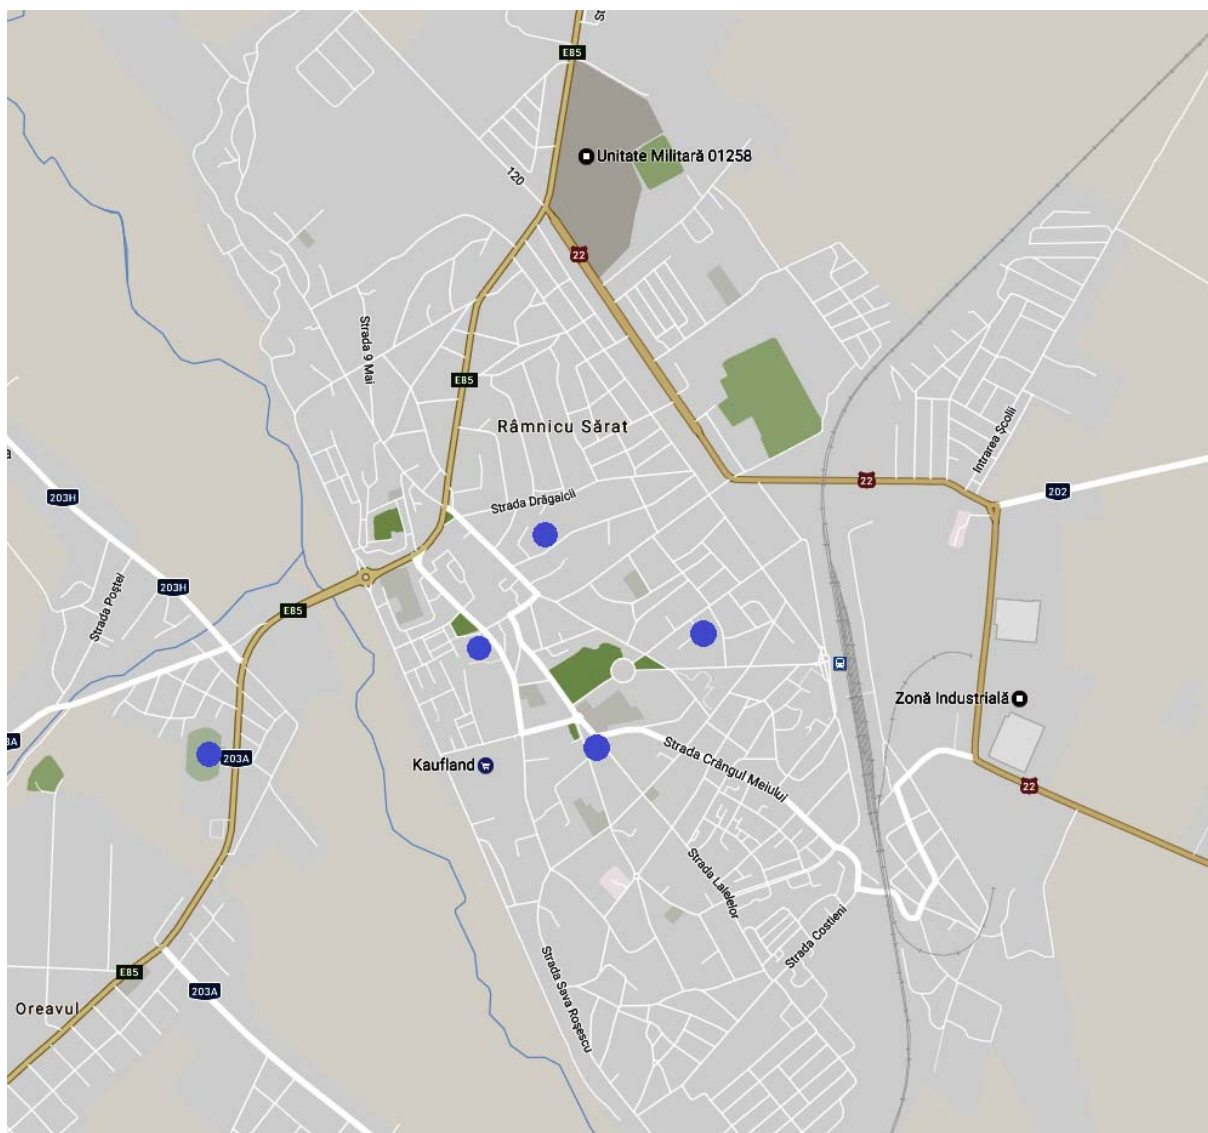 E85
Unitate Militară 01258
120
22
Strada 9 Mai
E85
Râmnicu Sărat
Intrarea Școlii
22
202
203H
Strada Drăgaicii
203H
Strada Poștei
E85
Zonă Industrială
203A
Kaufland
Strada Crângul Meiului
22
Strada Lalelelor
Strada Costieni
E85
203A
Oreavul
Strada Sava Roșescu